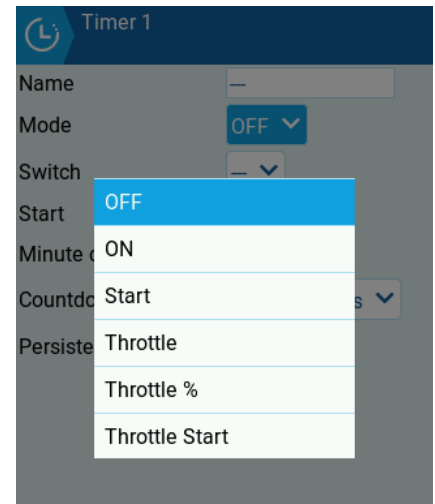 Timer 1
Name
---
Mode
OFF
Switch
---
Start
Minute
Countdo
s
Persiste
OFF
ON
Start
Throttle
Throttle %
Throttle Start